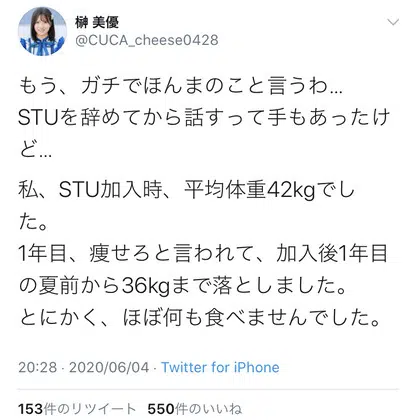 榊 美優
@CUCA_cheese0428
もう、ガチでほんまのこと言うわ...
STUを辞めてから話すって手もあったけ
ど...
私、STU加入時、平均体重42kgでし
た。
1年目、痩せろと言われて、加入後1年目
の夏前から36kgまで落としました。
とにかく、ほぼ何も食べませんでした。
20:28 · 2020/06/04 · Twitter for iPhone
153件のリツイート 550件のいいね